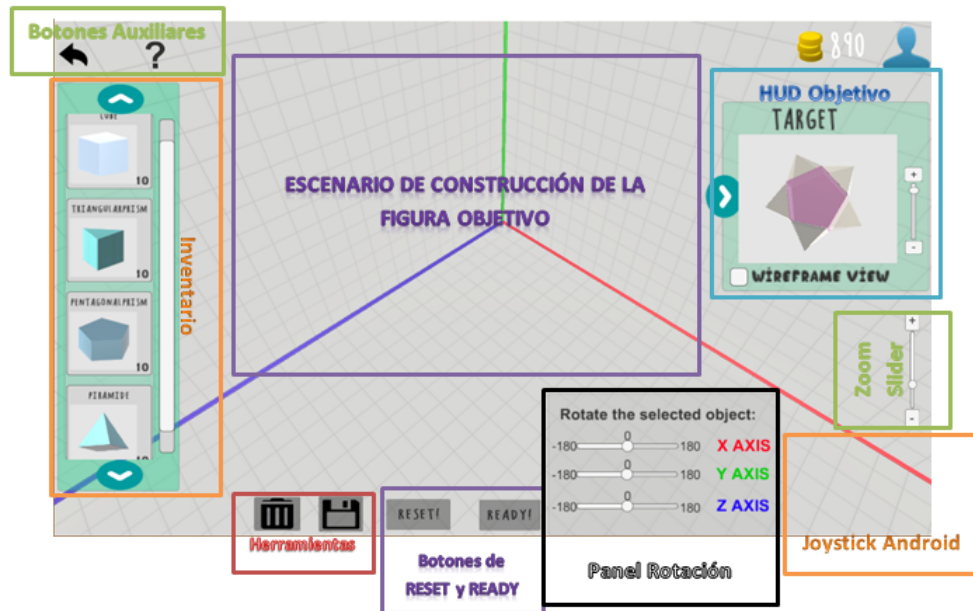 Botones Auxiliares
?
890
HUD Objetivo
TARGET
CUBE
10
ESCENARIO DE CONSTRUCCIÓN DE LA
FIGURA OBJETIVO
TRIANGULARPRISM
10
Inventario
+
-
WIREFRAME VIEW
PENTAGONALPRISM
10
+
Zoom
Slider
-
PIRAMIDE
10
Rotate the selected object:
0
-180 180 X AXIS
0
-180 180 Y AXIS
0
-180 180 Z AXIS
RESET!
READY!
Herramientas
Botones de
RESET y READY
Panel Rotación
Joystick Android